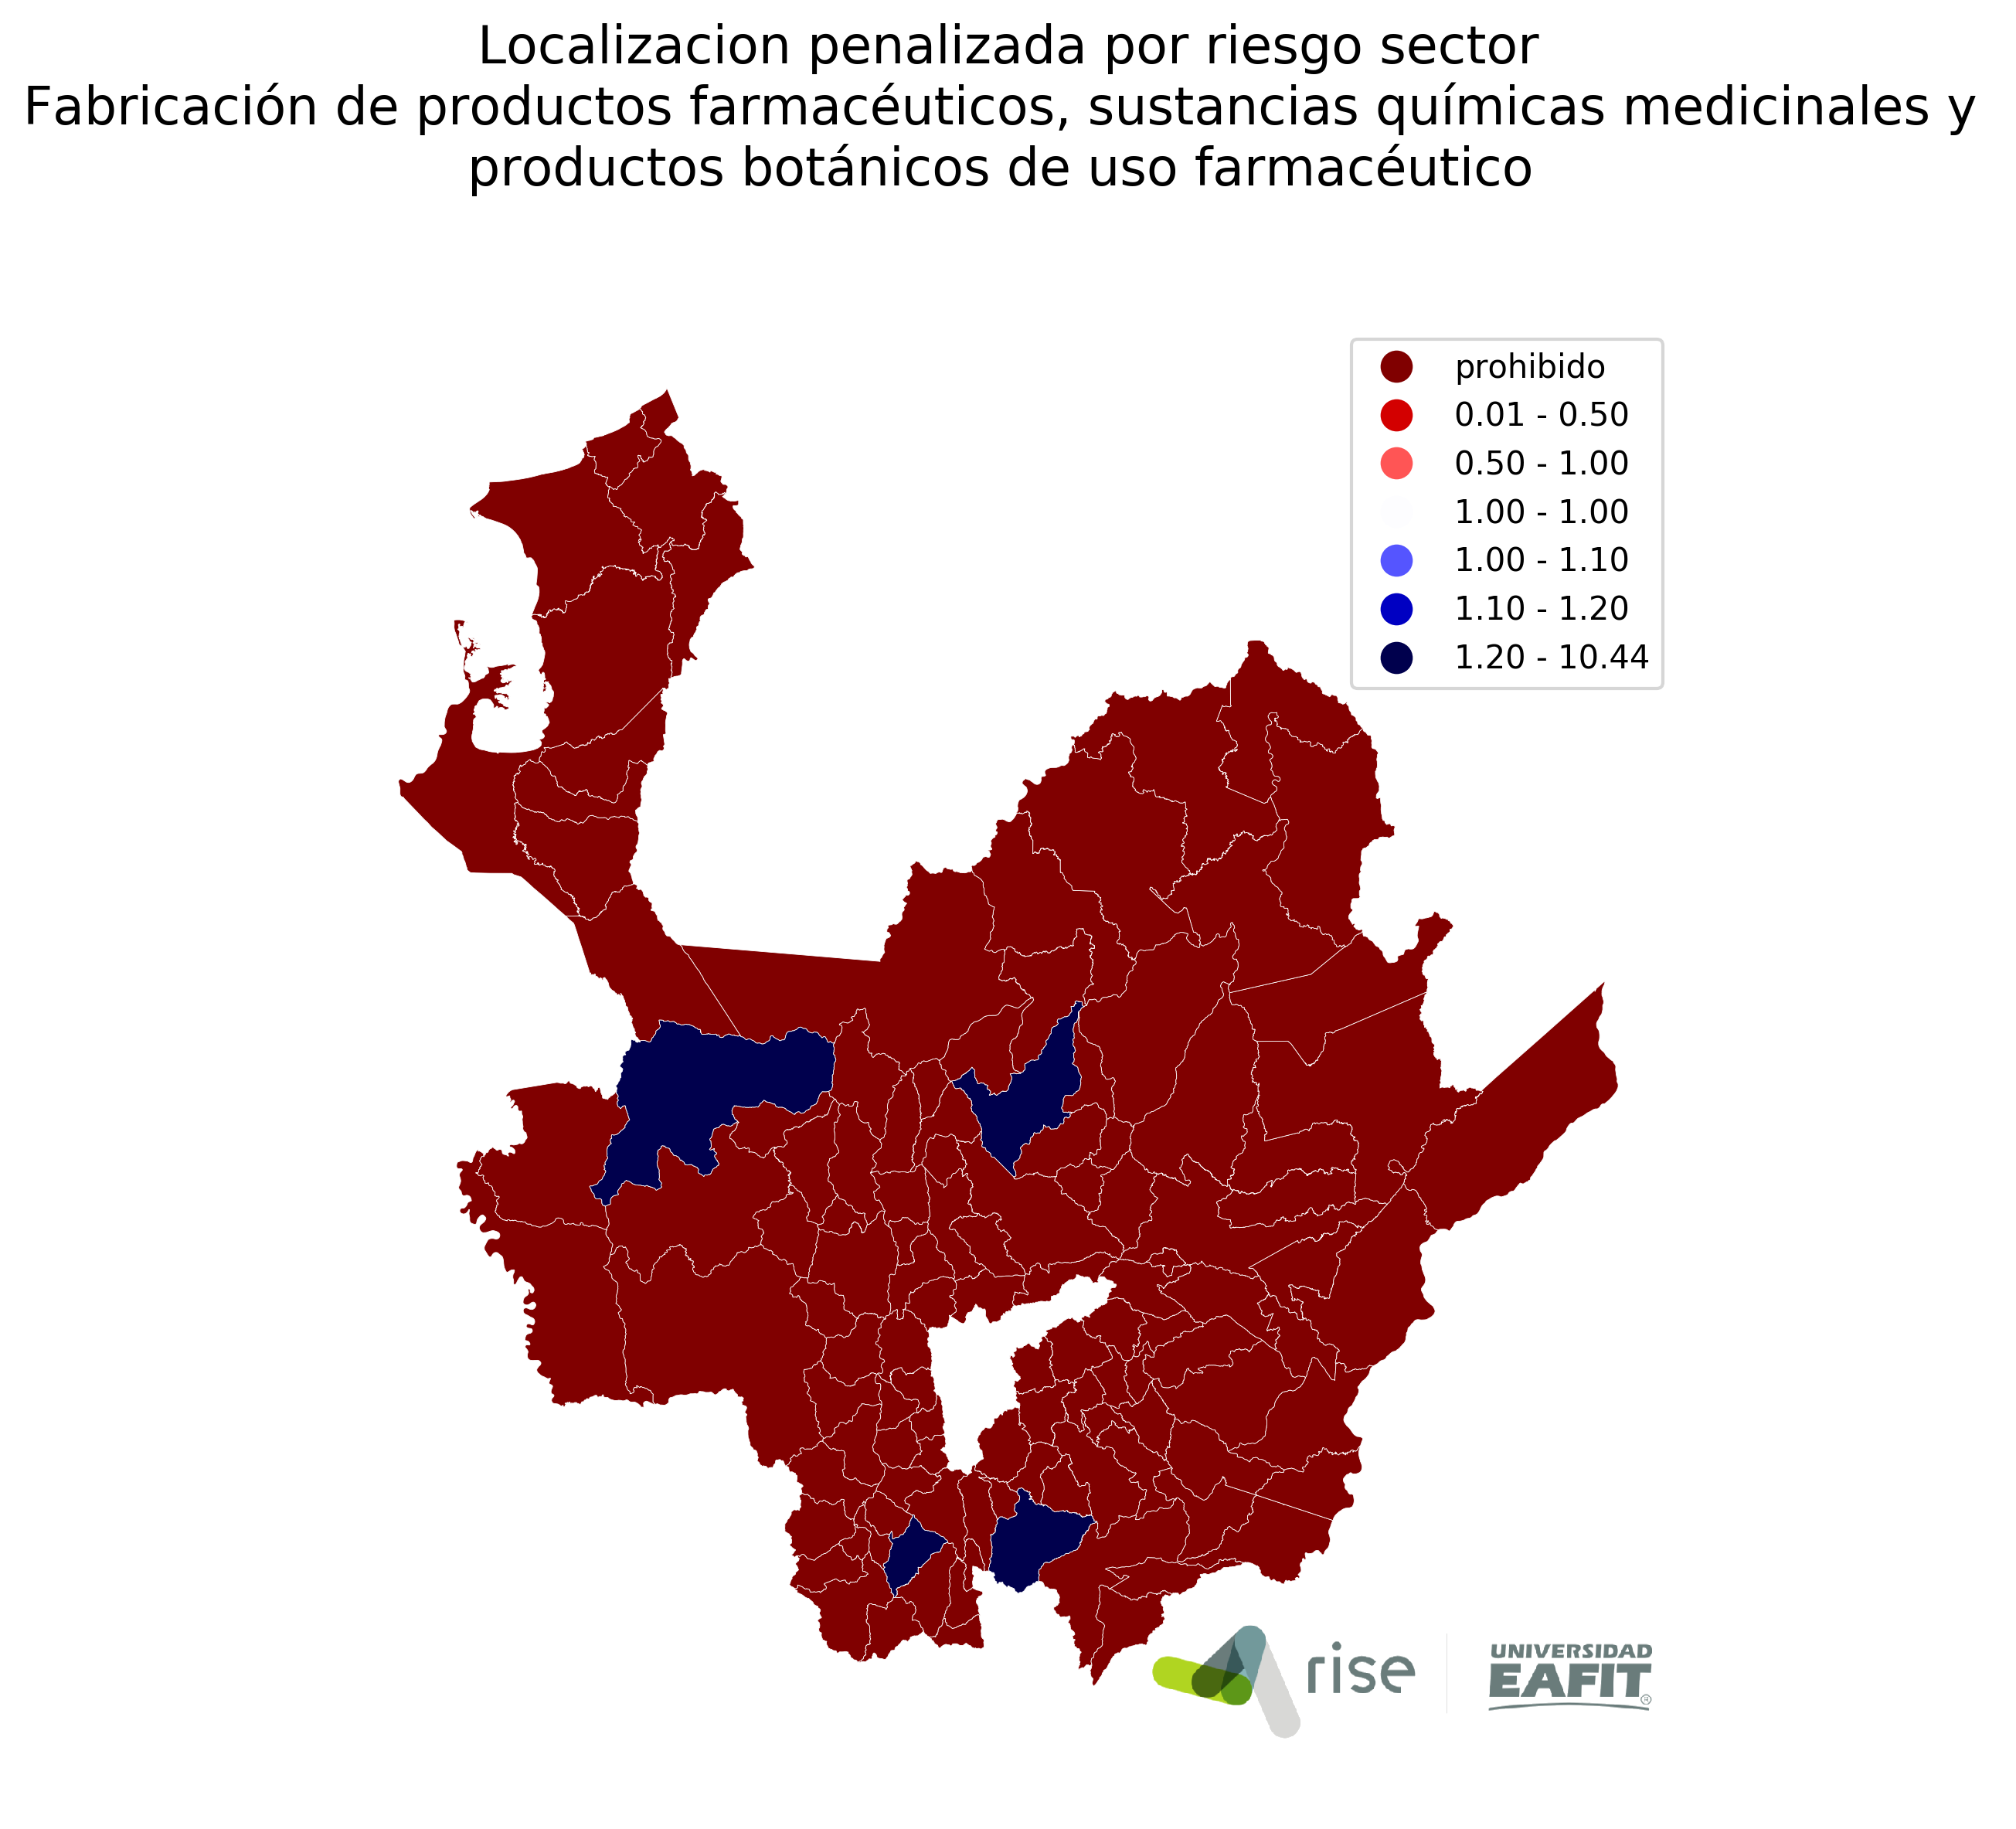 Localizacion penalizada por riesgo sector
Fabricación de productos farmacéuticos, sustancias químicas medicinales y
productos botánicos de uso farmacéutico
prohibido
0.01 - 0.50
0.50 - 1.00
1.00 - 1.00
1.00 - 1.10
1.10 - 1.20
1.20 - 10.44
rise
UNIVERSIDAD
EAFIT®